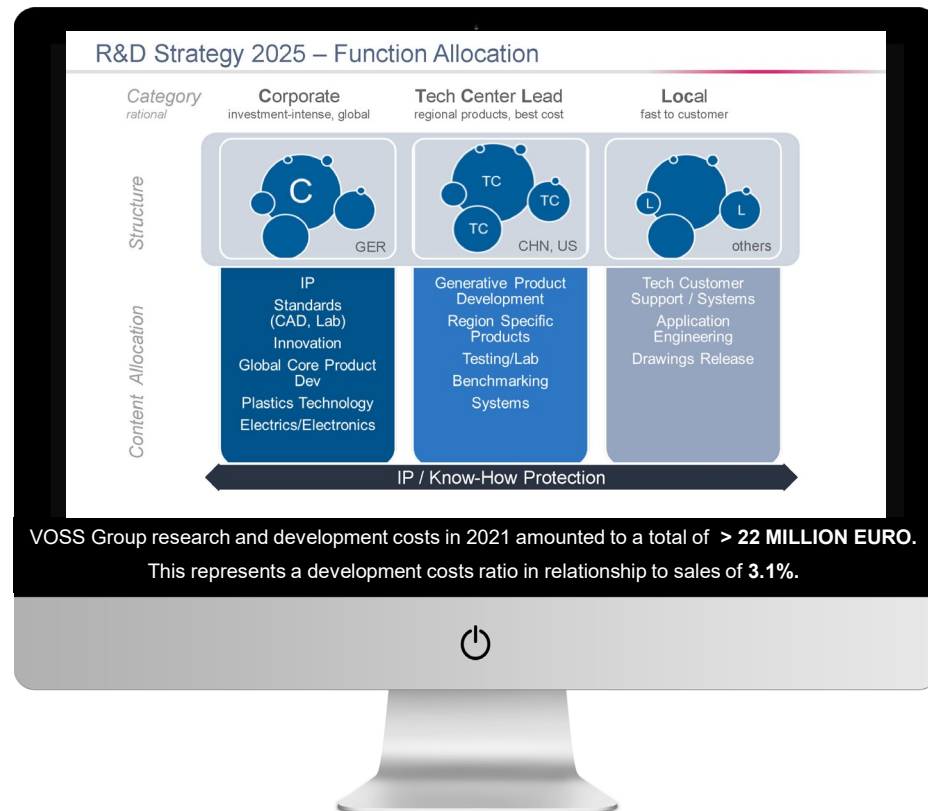 R&D Strategy 2025 – Function Allocation
Category
rational
Corporate
investment-intense, global
Tech Center Lead
regional products, best cost
Local
fast to customer
Structure
C
GER
TC
TC
TC
CHN, US
L
L
others
Content Allocation
IP
Standards
(CAD, Lab)
Innovation
Global Core Product
Dev
Plastics Technology
Electrics/Electronics
Generative Product
Development
Region Specific
Products
Testing/Lab
Benchmarking
Systems
Tech Customer
Support / Systems
Application
Engineering
Drawings Release
IP / Know-How Protection
VOSS Group research and development costs in 2021 amounted to a total of > 22 MILLION EURO.
This represents a development costs ratio in relationship to sales of 3.1%.